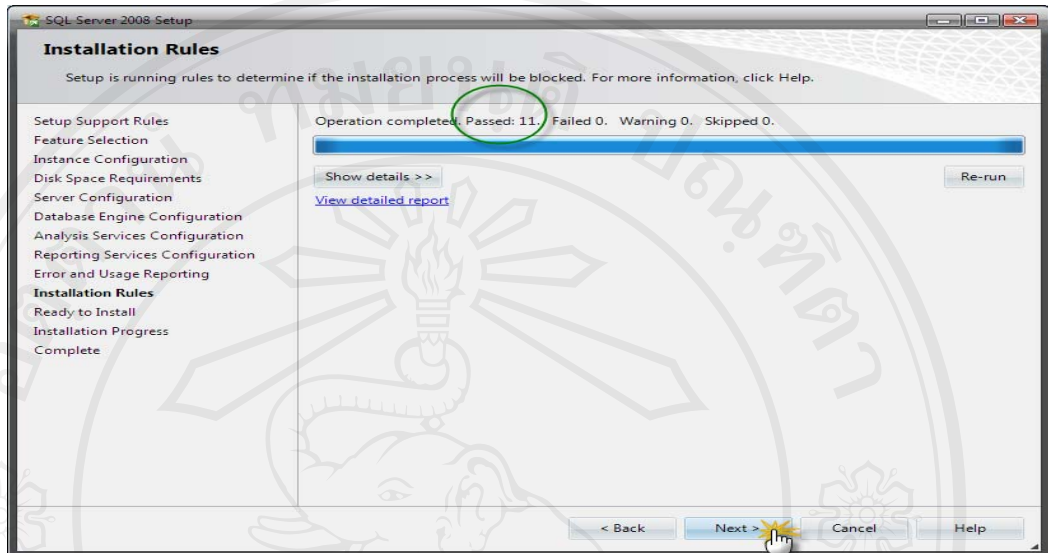 SQL Server 2008 Setup
Installation Rules
Setup is running rules to determine if the installation process will be blocked. For more information, click Help.
Setup Support Rules
Feature Selection
Instance Configuration
Disk Space Requirements
Server Configuration
Database Engine Configuration
Analysis Services Configuration
Reporting Services Configuration
Error and Usage Reporting
Installation Rules
Ready to Install
Installation Progress
Complete
Operation completed. Passed: 11. Failed 0. Warning 0. Skipped 0.
Show details >>
Re-run
View detailed report
< Back
Next >
Cancel
Help